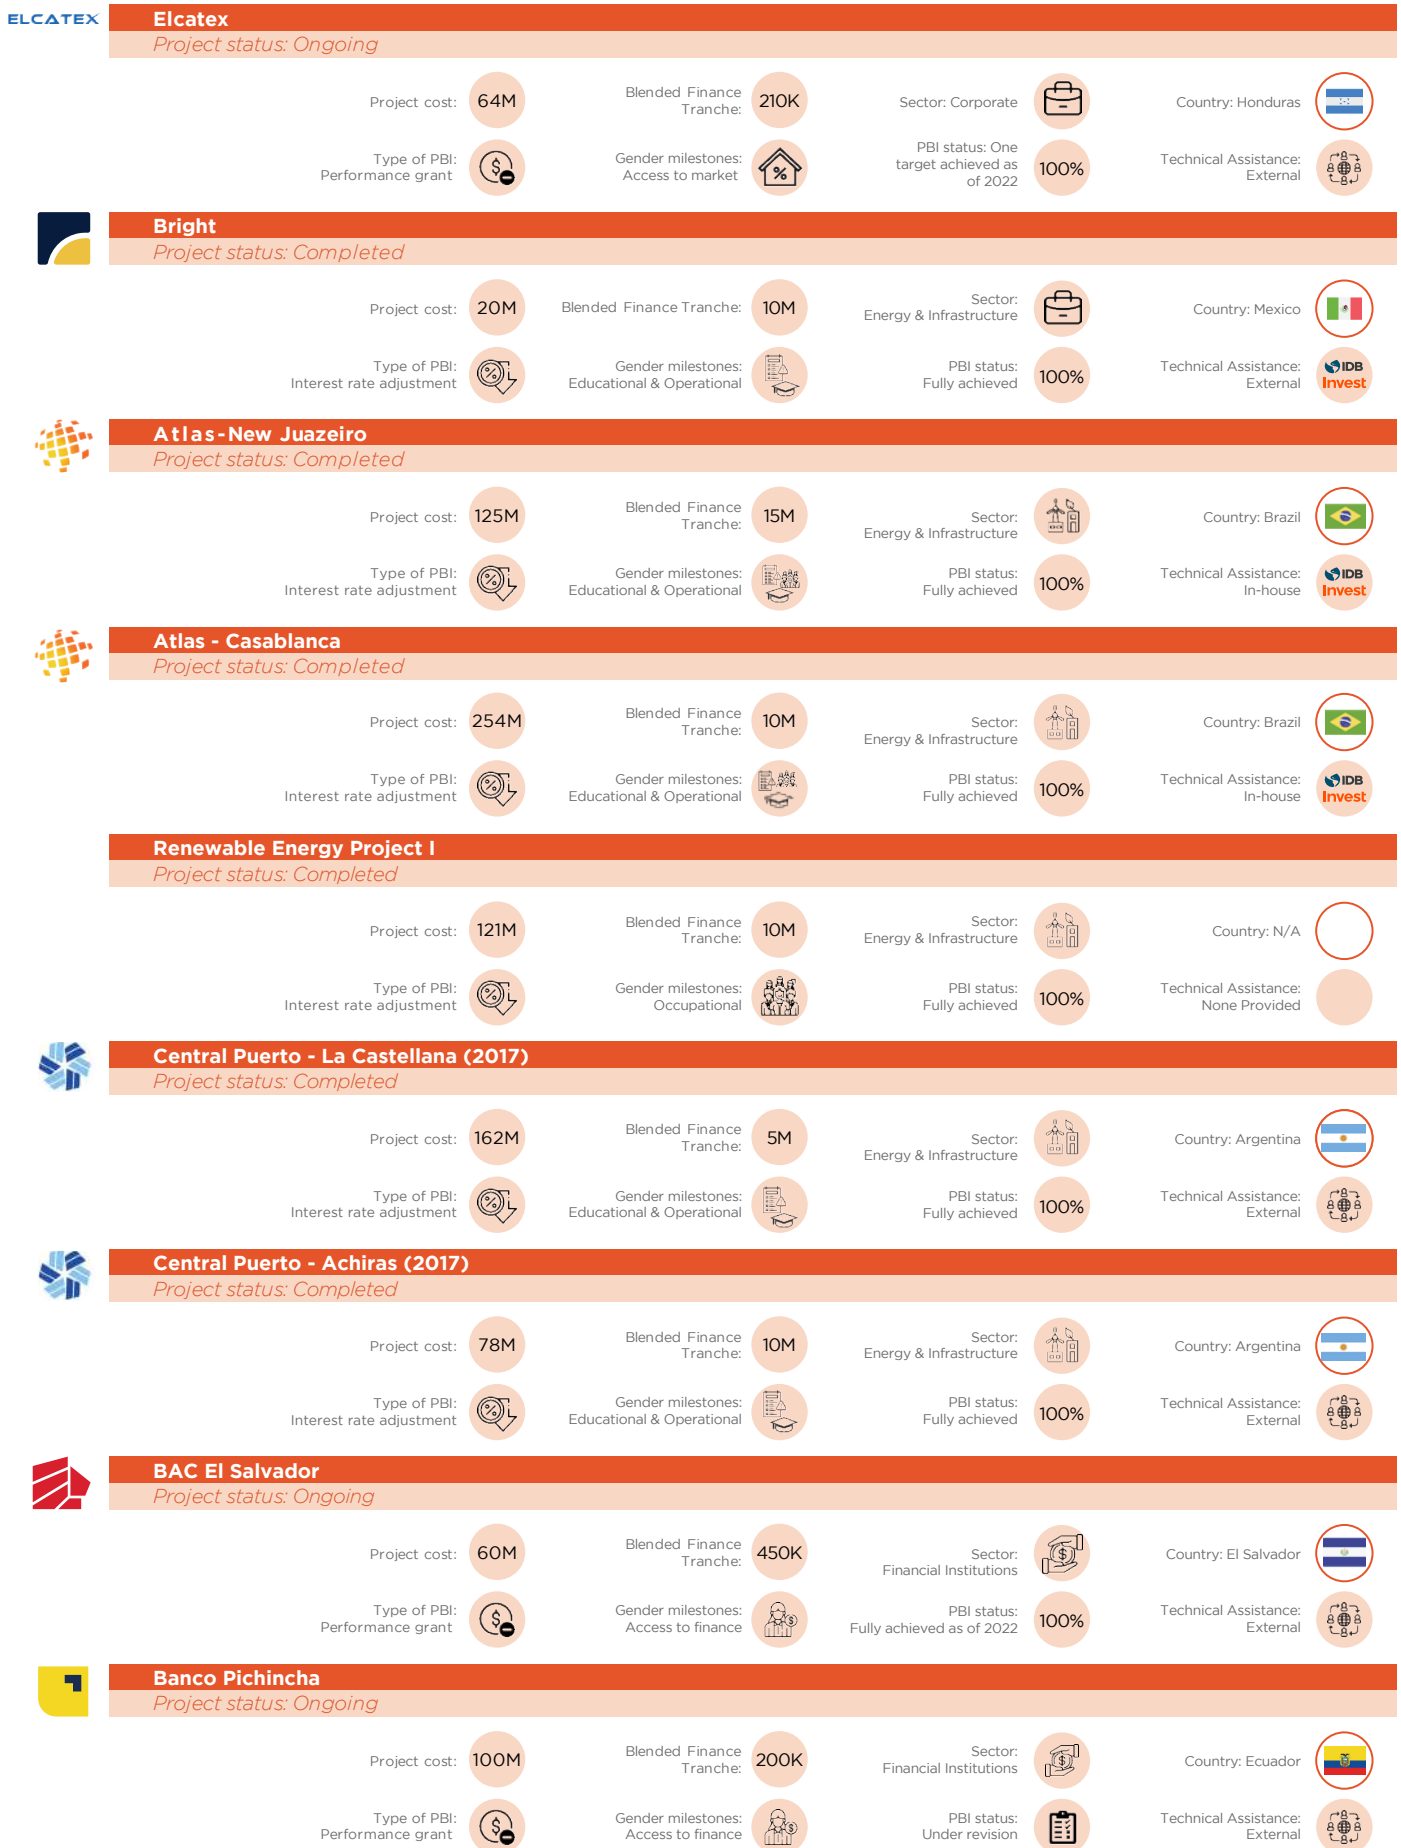 ELCATEX
Elcatex
Project status: Ongoing
Project cost:
64M
Blended Finance
Tranche:
210K
Sector: Corporate
Country: Honduras
Type of PBI:
Performance grant
Gender milestones:
Access to market
%
PBI status: One
target achieved as
of 2022
100%
Technical Assistance:
External
Bright
Project status: Completed
Project cost:
20M
Blended Finance Tranche:
10M
Sector:
Energy & Infrastructure
Country: Mexico
Type of PBI:
Interest rate adjustment
Gender milestones:
Educational & Operational
PBI status:
Fully achieved
100%
Technical Assistance:
External
IDB
Invest
Atlas-New Juazeiro
Project status: Completed
Project cost:
125M
Blended Finance
Tranche:
15M
Sector:
Energy & Infrastructure
Country: Brazil
Type of PBI:
Interest rate adjustment
Gender milestones:
Educational & Operational
PBI status:
Fully achieved
100%
Technical Assistance:
In-house
IDB
Invest
Atlas - Casablanca
Project status: Completed
Project cost:
254M
Blended Finance
Tranche:
10M
Sector:
Energy & Infrastructure
Country: Brazil
Type of PBI:
Interest rate adjustment
Gender milestones:
Educational & Operational
PBI status:
Fully achieved
100%
Technical Assistance:
In-house
IDB
Invest
Renewable Energy Project I
Project status: Completed
Project cost:
121M
Blended Finance
Tranche:
10M
Sector:
Energy & Infrastructure
Country: N/A
Type of PBI:
Interest rate adjustment
Gender milestones:
Occupational
PBI status:
Fully achieved
100%
Technical Assistance:
None Provided
Central Puerto - La Castellana (2017)
Project status: Completed
Project cost:
162M
Blended Finance
Tranche:
5M
Sector:
Energy & Infrastructure
Country: Argentina
Type of PBI:
Interest rate adjustment
Gender milestones:
Educational & Operational
PBI status:
Fully achieved
100%
Technical Assistance:
External
Central Puerto - Achiras (2017)
Project status: Completed
Project cost:
78M
Blended Finance
Tranche:
10M
Sector:
Energy & Infrastructure
Country: Argentina
Type of PBI:
Interest rate adjustment
Gender milestones:
Educational & Operational
PBI status:
Fully achieved
100%
Technical Assistance:
External
BAC El Salvador
Project status: Ongoing
Project cost:
60M
Blended Finance
Tranche:
450K
Sector:
Financial Institutions
Country: El Salvador
Type of PBI:
Performance grant
Gender milestones:
Access to finance
PBI status:
Fully achieved as of 2022
100%
Technical Assistance:
External
Banco Pichincha
Project status: Ongoing
Project cost:
100M
Blended Finance
Tranche:
200K
Sector:
Financial Institutions
Country: Ecuador
Type of PBI:
Performance grant
Gender milestones:
Access to finance
PBI status:
Under revision
Technical Assistance:
External